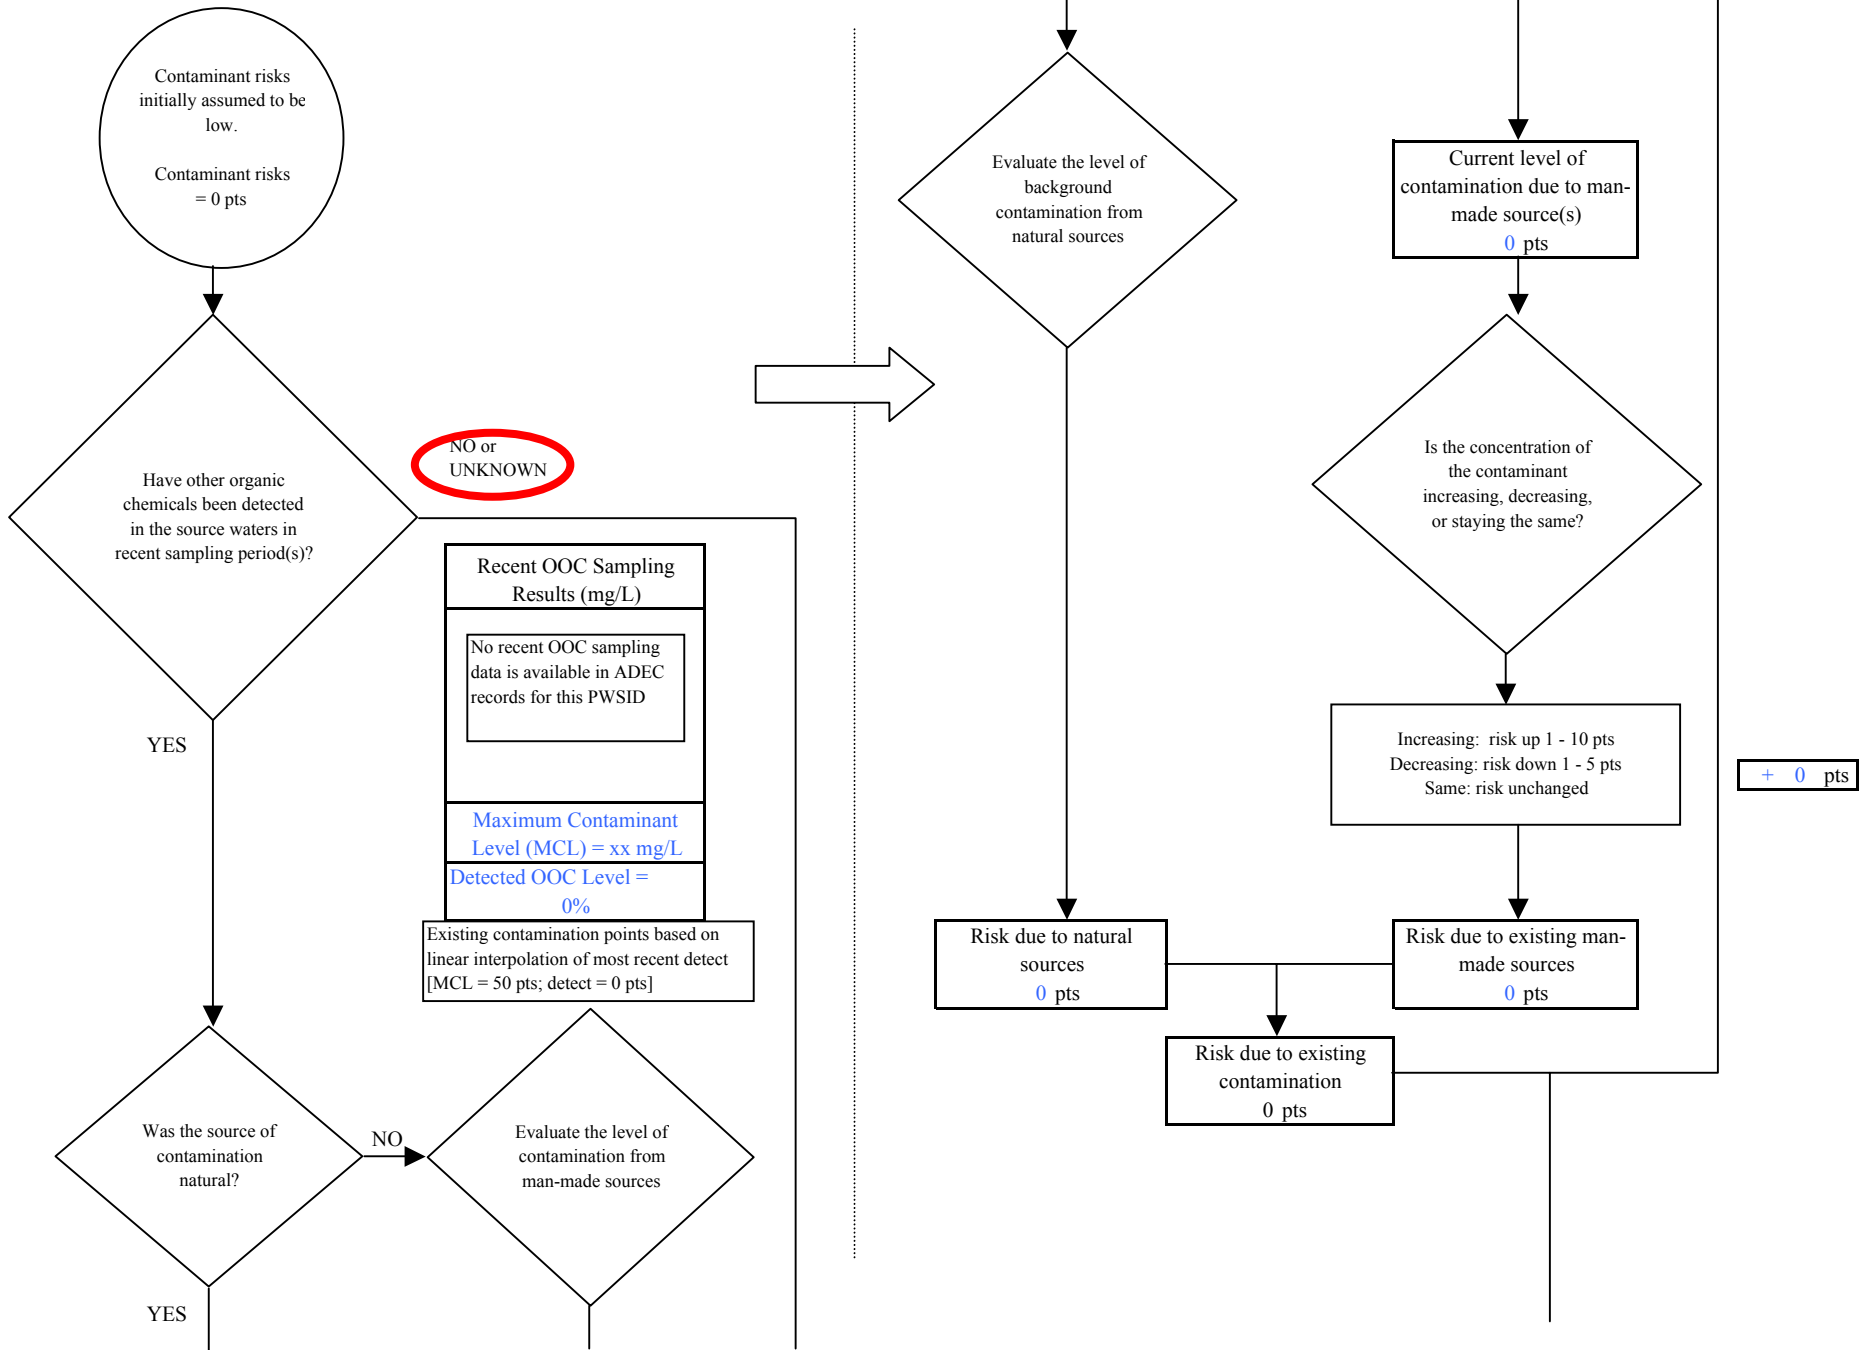 Contaminant risks
initially assumed to be
low.
Contaminant risks
= 0 pts
Have other organic
chemicals been detected
in the source waters in
recent sampling period(s)?
NO or
UNKNOWN
YES
Recent OOC Sampling
Results (mg/L)
No recent OOC sampling
data is available in ADEC
records for this PWSID
Maximum Contaminant
Level (MCL) = xx mg/L
Detected OOC Level =
0%
Existing contamination points based on
linear interpolation of most recent detect
[MCL = 50 pts; detect = 0 pts]
Was the source of
contamination
natural?
NO
Evaluate the level of
contamination from
man-made sources
YES
Evaluate the level of
background
contamination from
natural sources
Current level of
contamination due to man-
made source(s)
0 pts
Is the concentration of
the contaminant
increasing, decreasing,
or staying the same?
Increasing: risk up 1 - 10 pts
Decreasing: risk down 1 - 5 pts
Same: risk unchanged
+ 0 pts
Risk due to natural
sources
0 pts
Risk due to existing man-
made sources
0 pts
Risk due to existing
contamination
0 pts